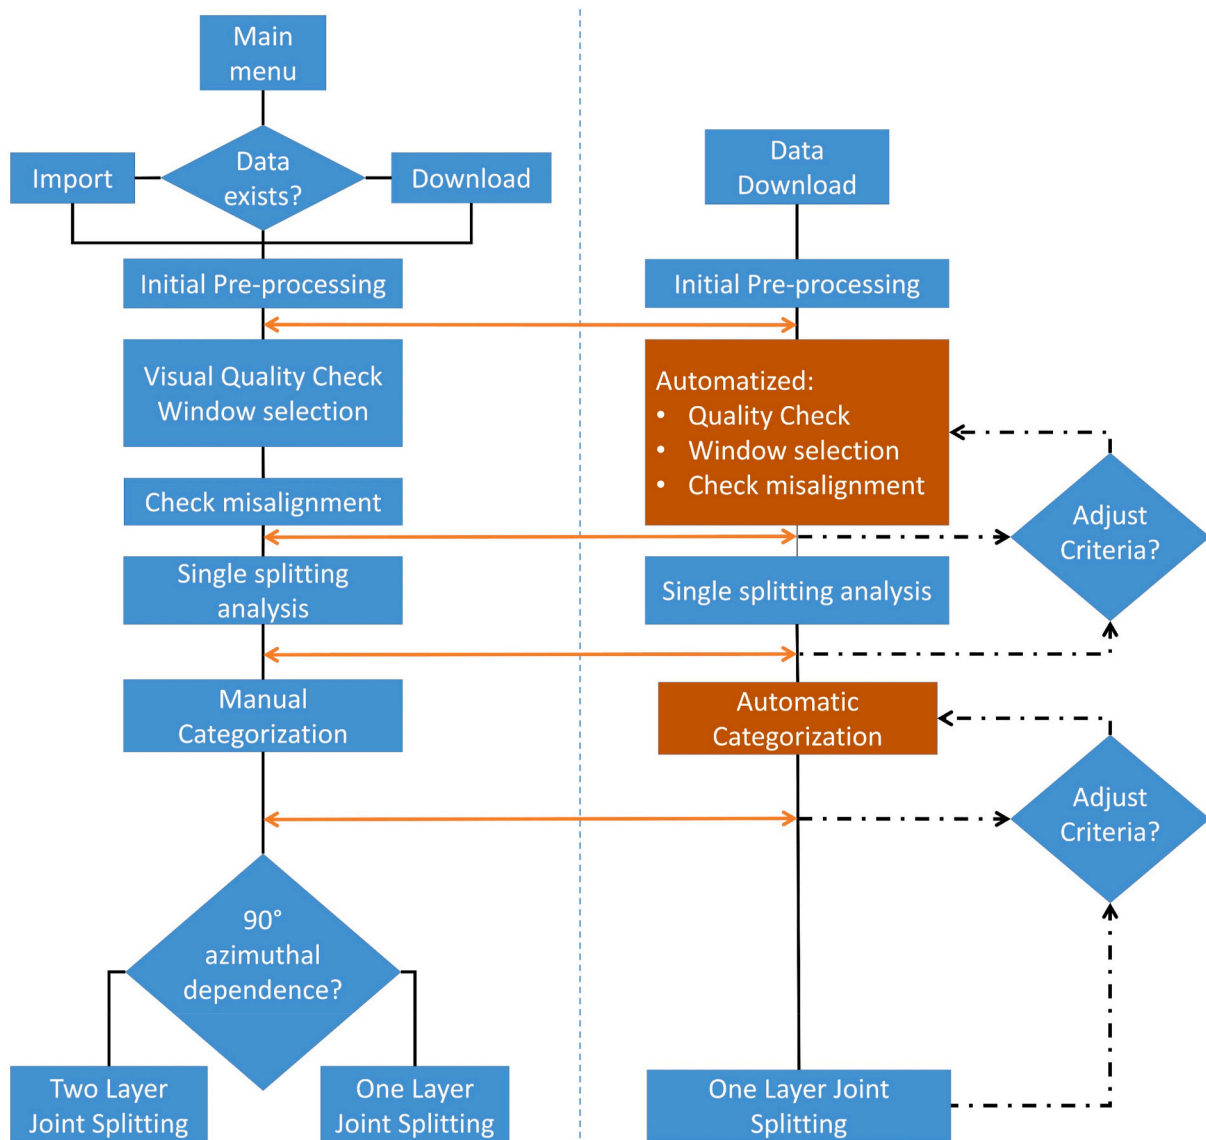 Main
menu
Data
exists?
Import
Download
Initial Pre-processing
Visual Quality Check
Window selection
Check misalignment
Single splitting
analysis
Manual
Categorization
90°
azimuthal
dependence?
Two Layer
Joint Splitting
One Layer
Joint Splitting
Data
Download
Initial Pre-processing
Automatized:
• Quality Check
• Window selection
• Check misalignment
Adjust
Criteria?
Single splitting analysis
Automatic
Categorization
Adjust
Criteria?
One Layer Joint
Splitting